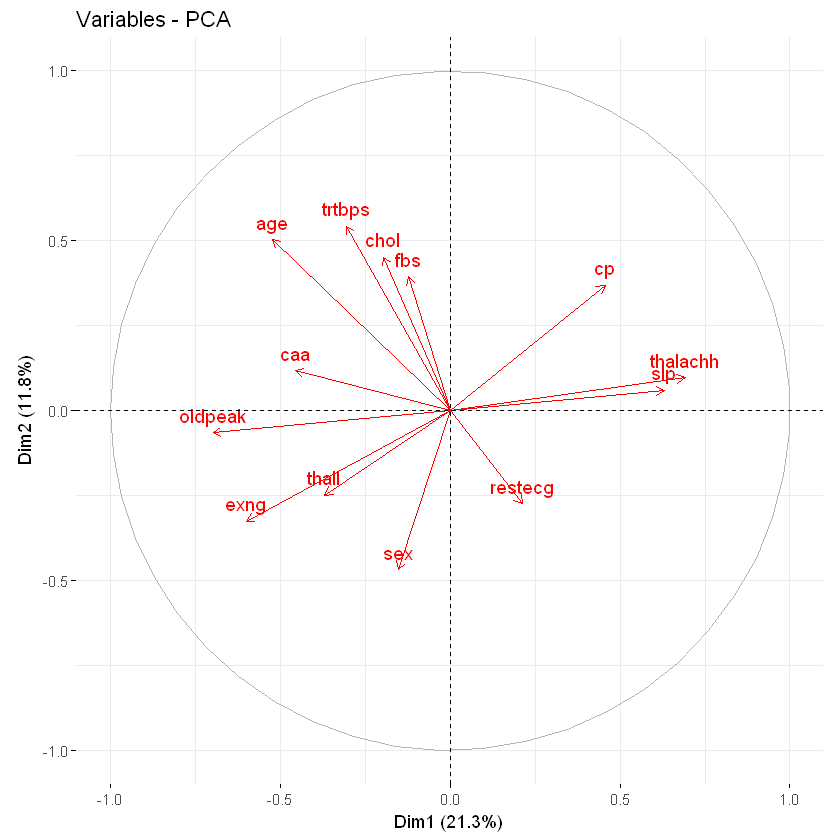 Variables - PCA
1.0
trtbps
age
chol
0.5
fbs
cp
caa
thalachh
slp
0.0
oldpeak
thall
restecg
exng
sex
-0.5
-1.0
-1.0 -0.5 0.0 0.5 1.0
Dim1 (21.3%)
Dim2 (11.8%)